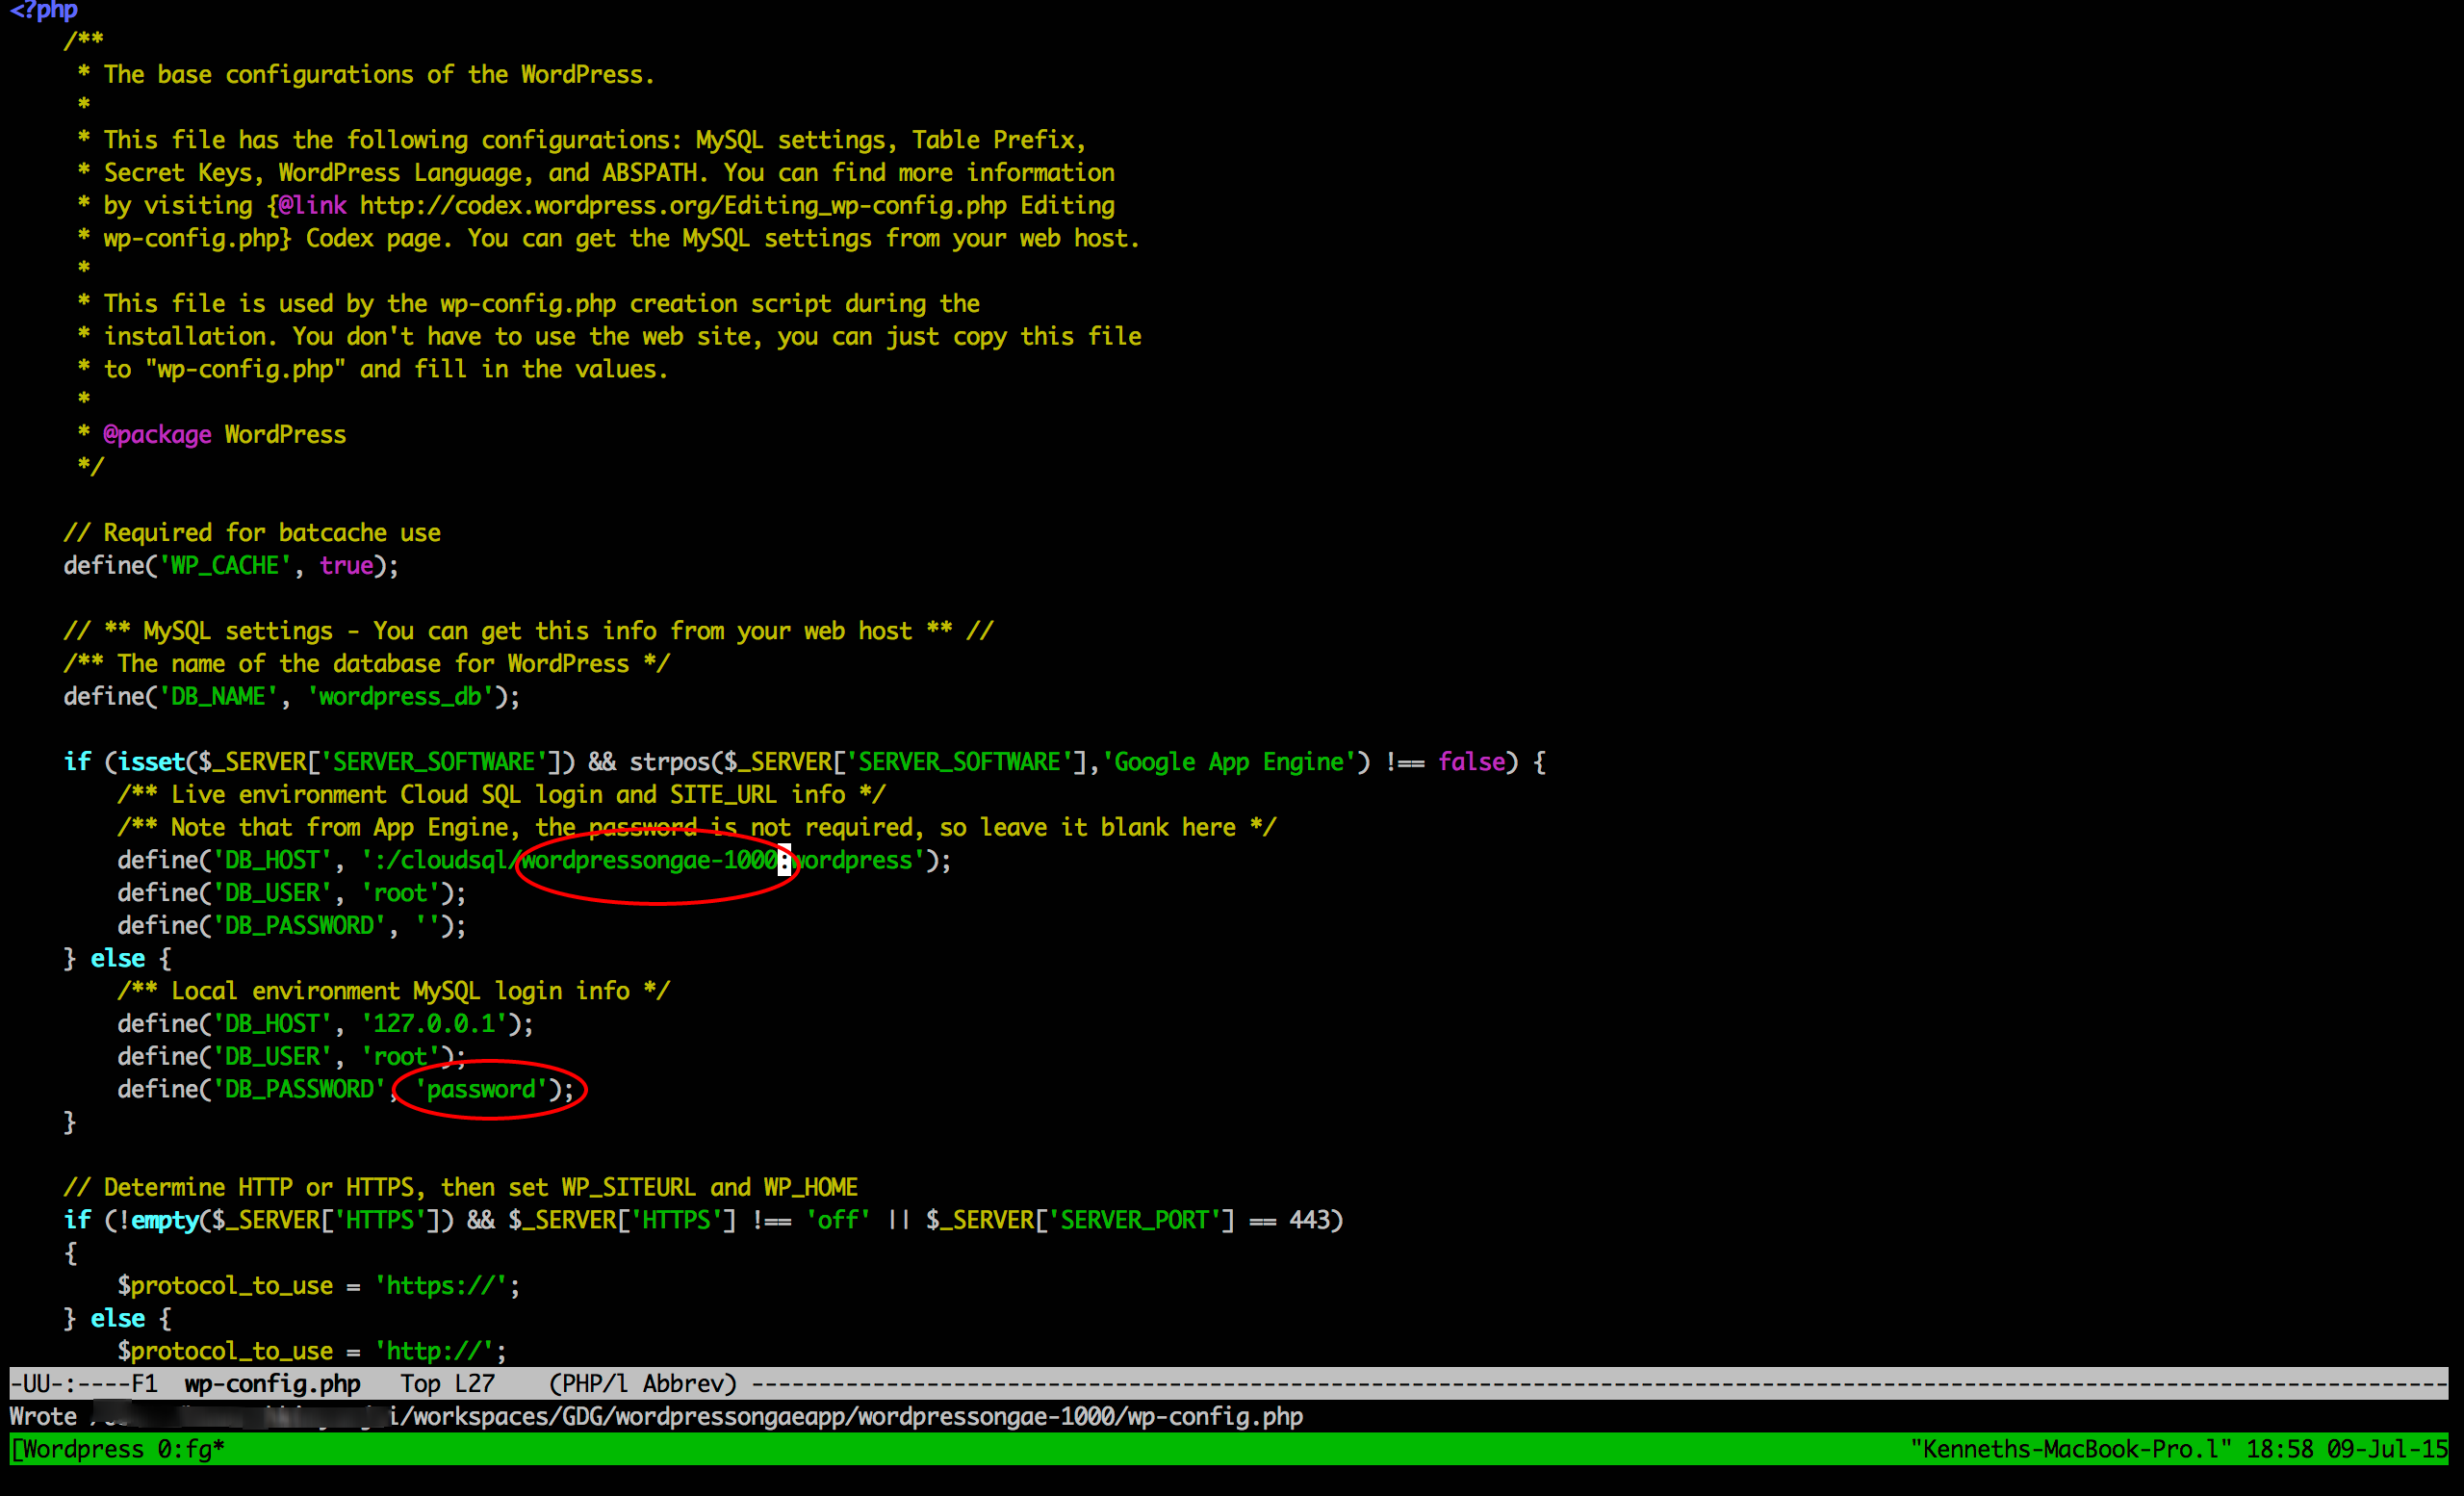 <?php
/**
* The base configurations of the WordPress.
*
* This file has the following configurations: MySQL settings, Table Prefix,
* Secret Keys, WordPress Language, and ABSPATH. You can find more information
* by visiting {@link http://codex.wordpress.org/Editing_wp-config.php Editing
* wp-config.php} Codex page. You can get the MySQL settings from your web host.
*
* This file is used by the wp-config.php creation script during the
* installation. You don't have to use the web site, you can just copy this file
* to "wp-config.php" and fill in the values.
*
* @package WordPress
*/
// Required for batcache use
define('WP_CACHE', true);
// ** MySQL settings - You can get this info from your web host ** //
/** The name of the database for WordPress */
define('DB_NAME', 'wordpress_db');
if (isset($_SERVER['SERVER_SOFTWARE']) && strpos($_SERVER['SERVER_SOFTWARE'],'Google App Engine') !== false) {
/** Live environment Cloud SQL login and SITE_URL info */
/** Note that from App Engine, the password is not required, so leave it blank here */
define('DB_HOST', ':/cloudsql/wordpressongae-1000:wordpress');
define('DB_USER', 'root');
define('DB_PASSWORD', '');
} else {
/** Local environment MySQL login info */
define('DB_HOST', '127.0.0.1');
define('DB_USER', 'root');
define('DB_PASSWORD', 'password');
}
// Determine HTTP or HTTPS, then set WP_SITEURL and WP_HOME
if (!empty($_SERVER['HTTPS']) && $_SERVER['HTTPS'] !== 'off' || $_SERVER['SERVER_PORT'] == 443)
{
$protocol_to_use = 'https://';
} else {
$protocol_to_use = 'http://';
-UU-:----F1 wp-config.php Top L27 (PHP/l Abbrev) ------------------------------------------------------------------------------------------------------------------------------
Wrote /workspaces/GDG/wordpressongaeapp/wordpressongae-1000/wp-config.php
[Wordpress 0:fg* "Kenneths-MacBook-Pro.l" 18:58 09-Jul-15